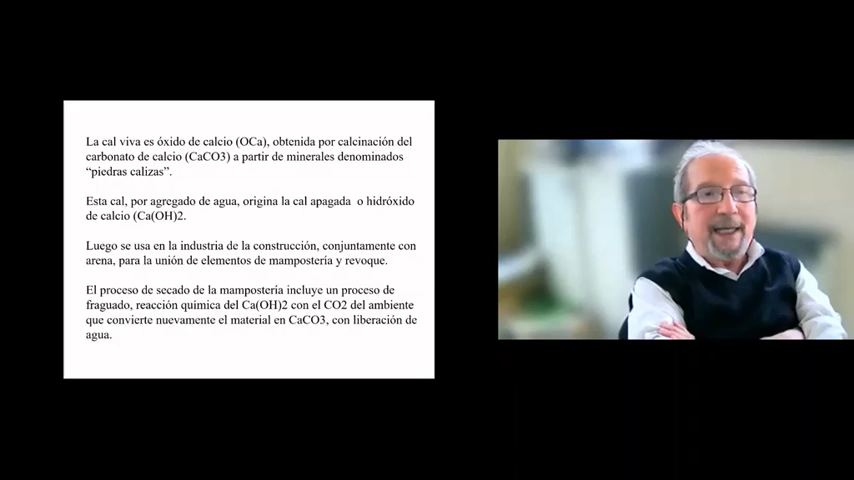 La cal viva es óxido de calcio (OCa), obtenida por calcinación del
carbonato de calcio (CaCO3) a partir de minerales denominados
“piedras calizas”.
Esta cal, por agregado de agua, origina la cal apagada o hidróxido
de calcio (Ca(OH)2.
Luego se usa en la industria de la construcción, conjuntamente con
arena, para la unión de elementos de mampostería y revoque.
El proceso de secado de la mampostería incluye un proceso de
fraguado, reacción química del Ca(OH)2 con el CO2 del ambiente
que convierte nuevamente el material en CaCO3, con liberación de
agua.